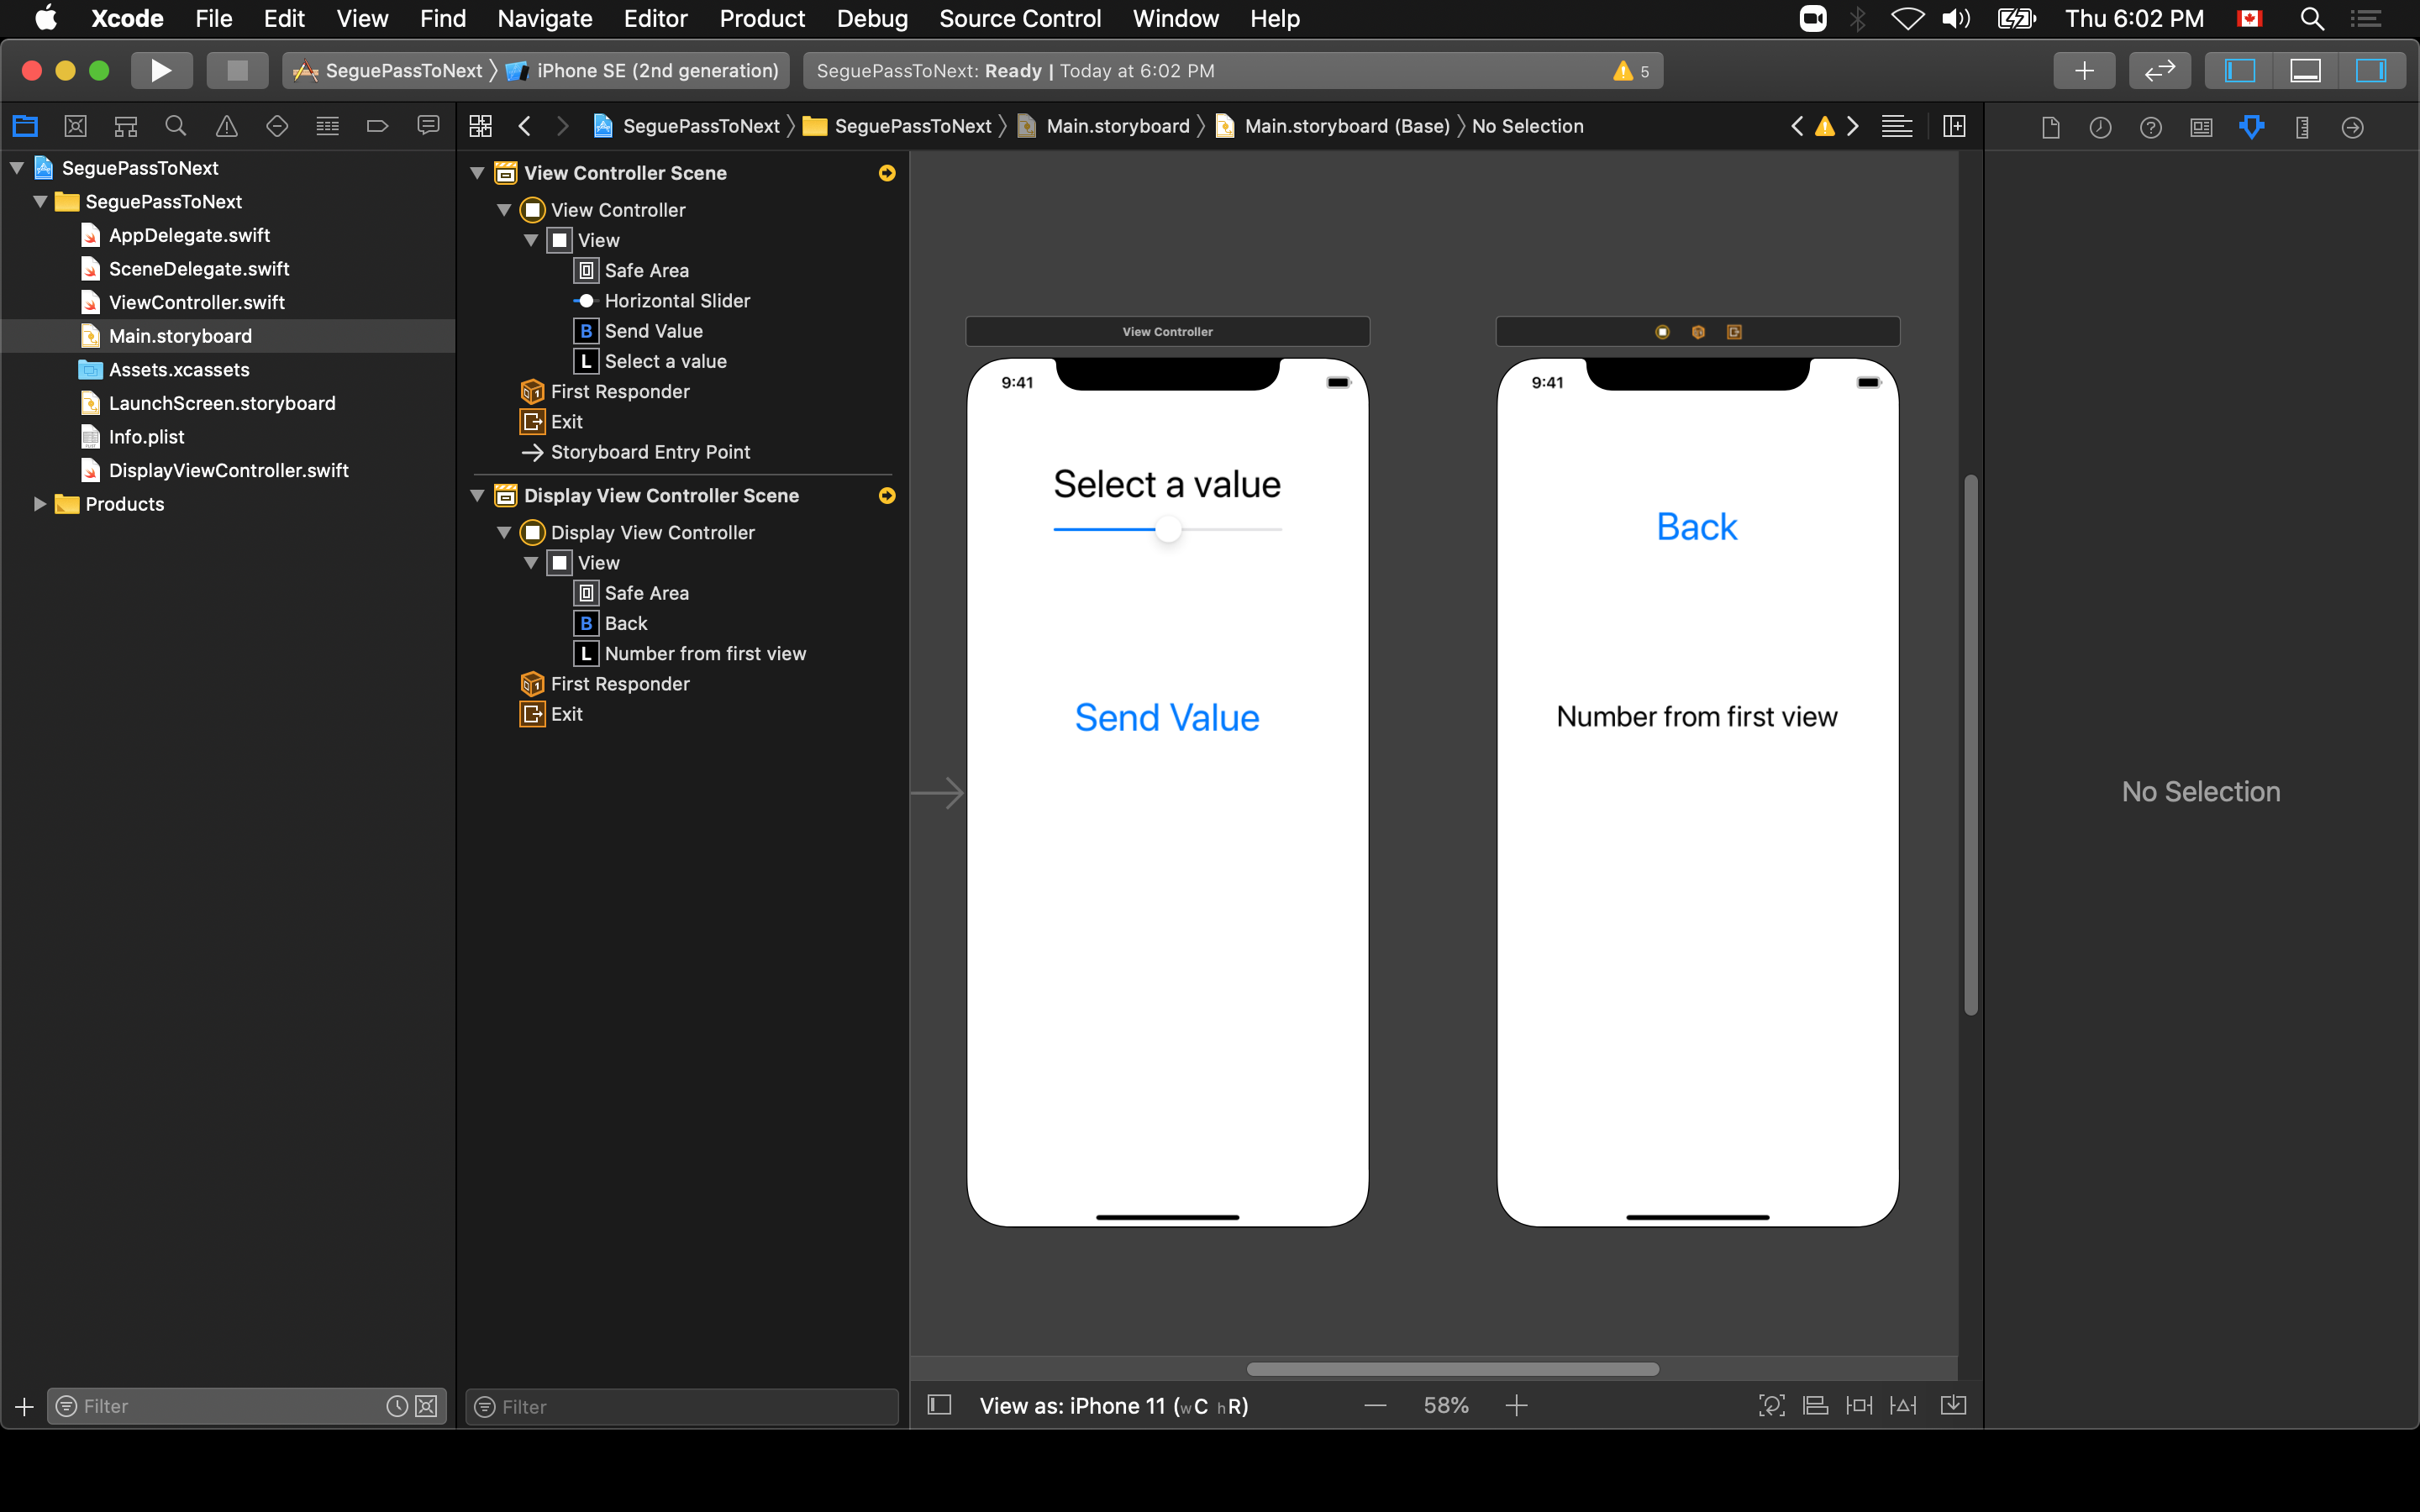 Xcode File Edit View Find Navigate Editor Product Debug Source Control Window Help Thu 6:02 PM
SeguePassToNext iPhone SE (2nd generation) SeguePassToNext: Ready | Today at 6:02 PM 5
SeguePassToNext SeguePassToNext Main.storyboard Main.storyboard (Base) No Selection
SeguePassToNext
SeguePassToNext
AppDelegate.swift
SceneDelegate.swift
ViewController.swift
Main.storyboard
Assets.xcassets
LaunchScreen.storyboard
Info.plist
DisplayViewController.swift
Products
Filter
View Controller Scene
View Controller
View
Safe Area
Horizontal Slider
B Send Value
L Select a value
First Responder
Exit
Storyboard Entry Point
Display View Controller Scene
Display View Controller
View
Safe Area
B Back
L Number from first view
First Responder
Exit
Filter
View Controller
9:41
Select a value
Send Value
9:41
Back
Number from first view
View as: iPhone 11 (wC hR) 58%
No Selection